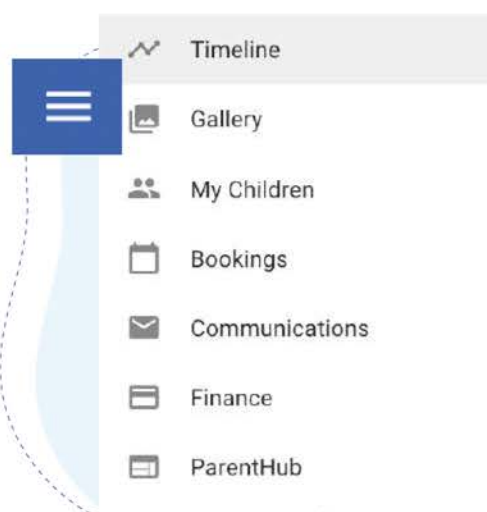 Timeline
Gallery
My Children
Bookings
Communications
Finance
ParentHub